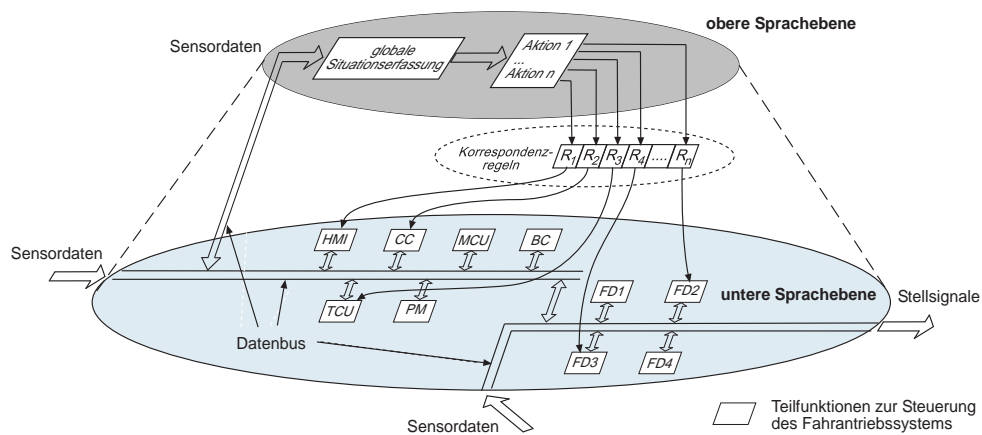 obere Sprachebene
Sensordaten
globale
Situationserfassung
Aktion 1
...
Aktion n
Korrespondenz-
regeln
R1 R2 R3 R4 .... Rn
Sensordaten
HMI CC MCU BC
TCU PM
FD1 FD2
untere Sprachebene
Stellsignale
Datenbus
FD3 FD4
Sensordaten
Teilfunktionen zur Steuerung
des Fahrantriebssystems